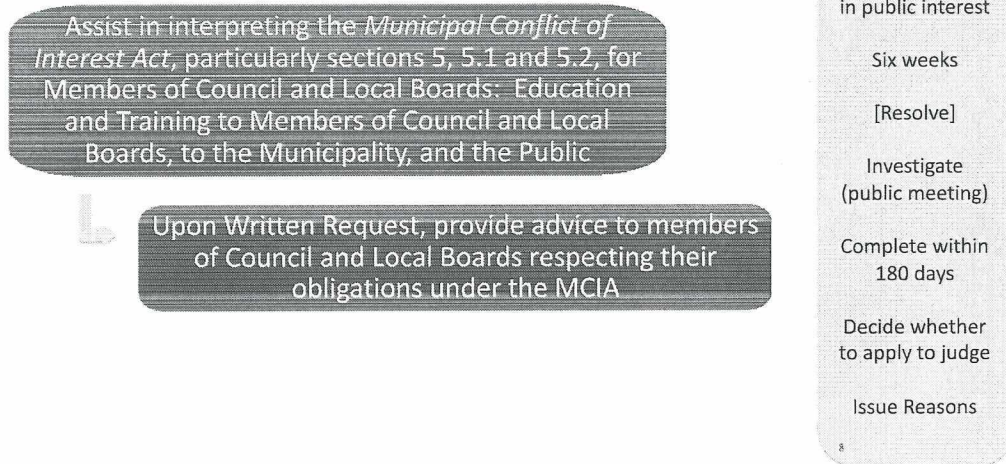 Assist in interpreting the Municipal Conflict of
Interest Act, particularly sections 5, 5.1 and 5.2, for
Members of Council and Local Boards: Education
and Training to Members of Council and Local
Boards, to the Municipality, and the Public
Upon Written Request, provide advice to members
of Council and Local Boards respecting their
obligations under the MCIA
in public interest
Six weeks
[Resolve]
Investigate
(public meeting)
Complete within
180 days
Decide whether
to apply to judge
Issue Reasons
8